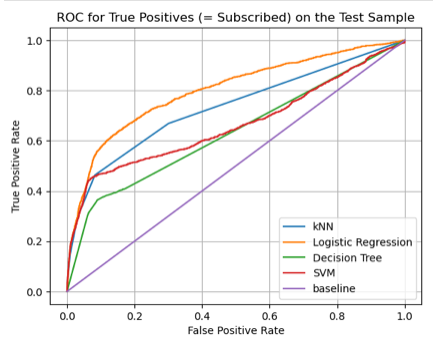 ROC for True Positives (= Subscribed) on the Test Sample
True Positive Rate
1.0
0.8
0.6
0.4
0.2
0.0
kNN
Logistic Regression
Decision Tree
SVM
baseline
0.0 0.2 0.4 0.6 0.8 1.0
False Positive Rate